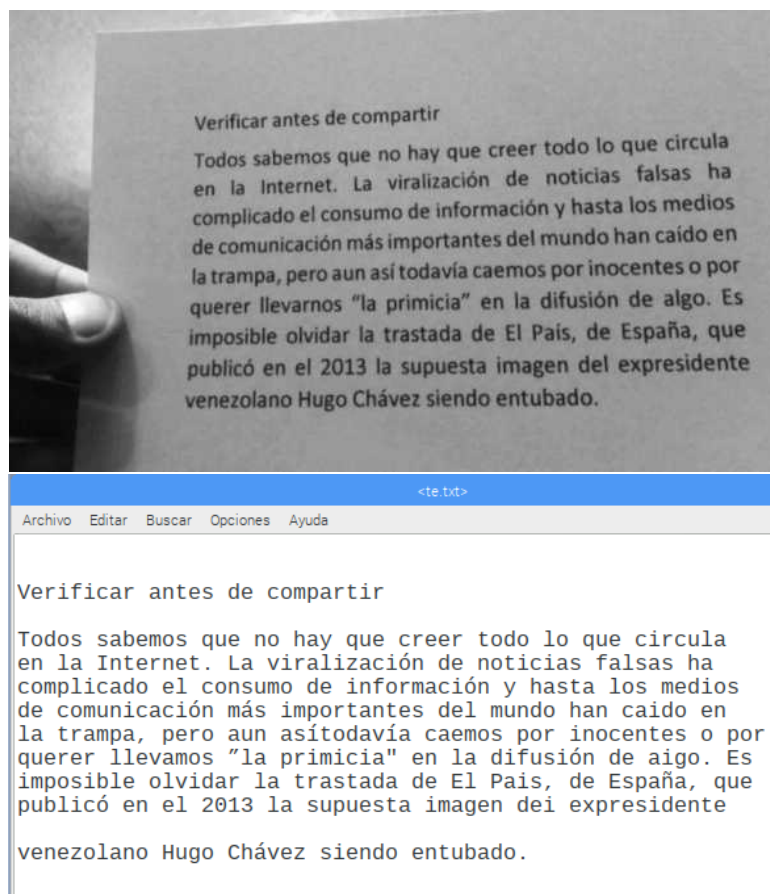 Verificar antes de compartir
Todos sabemos que no hay que creer todo lo que circula
en la Internet. La viralización de noticias falsas ha
complicado el consumo de información y hasta los medios
de comunicación más importantes del mundo han caído en
la trampa, pero aun así todavía caemos por inocentes o por
querer llevarnos “la primicia” en la difusión de algo. Es
imposible olvidar la trastada de El País, de España, que
publicó en el 2013 la supuesta imagen del expresidente
venezolano Hugo Chávez siendo entubado.
<te.txt>
Archivo Editar Buscar Opciones Ayuda
Verificar antes de compartir
Todos sabemos que no hay que creer todo lo que circula
en la Internet. La viralización de noticias falsas ha
complicado el consumo de información y hasta los medios
de comunicación más importantes del mundo han caido en
la trampa, pero aun asítodavía caemos por inocentes o por
querer llevamos ”la primicia" en la difusión de aigo. Es
imposible olvidar la trastada de El Pais, de España, que
publicó en el 2013 la supuesta imagen dei expresidente
venezolano Hugo Chávez siendo entubado.